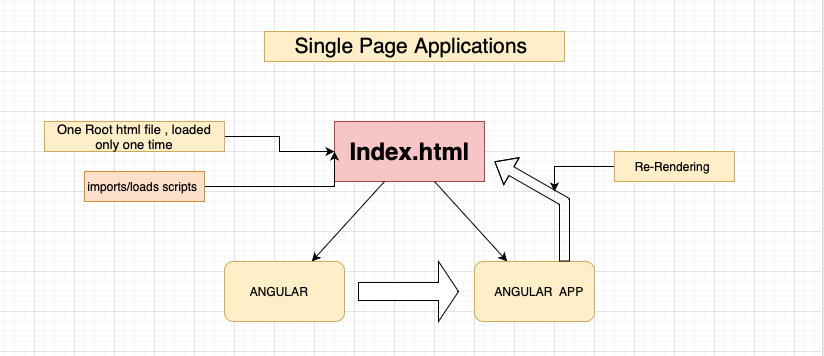 Single Page Applications
One Root html file , loaded
only one time
Index.html
imports/loads scripts
Re-Rendering
ANGULAR
ANGULAR APP